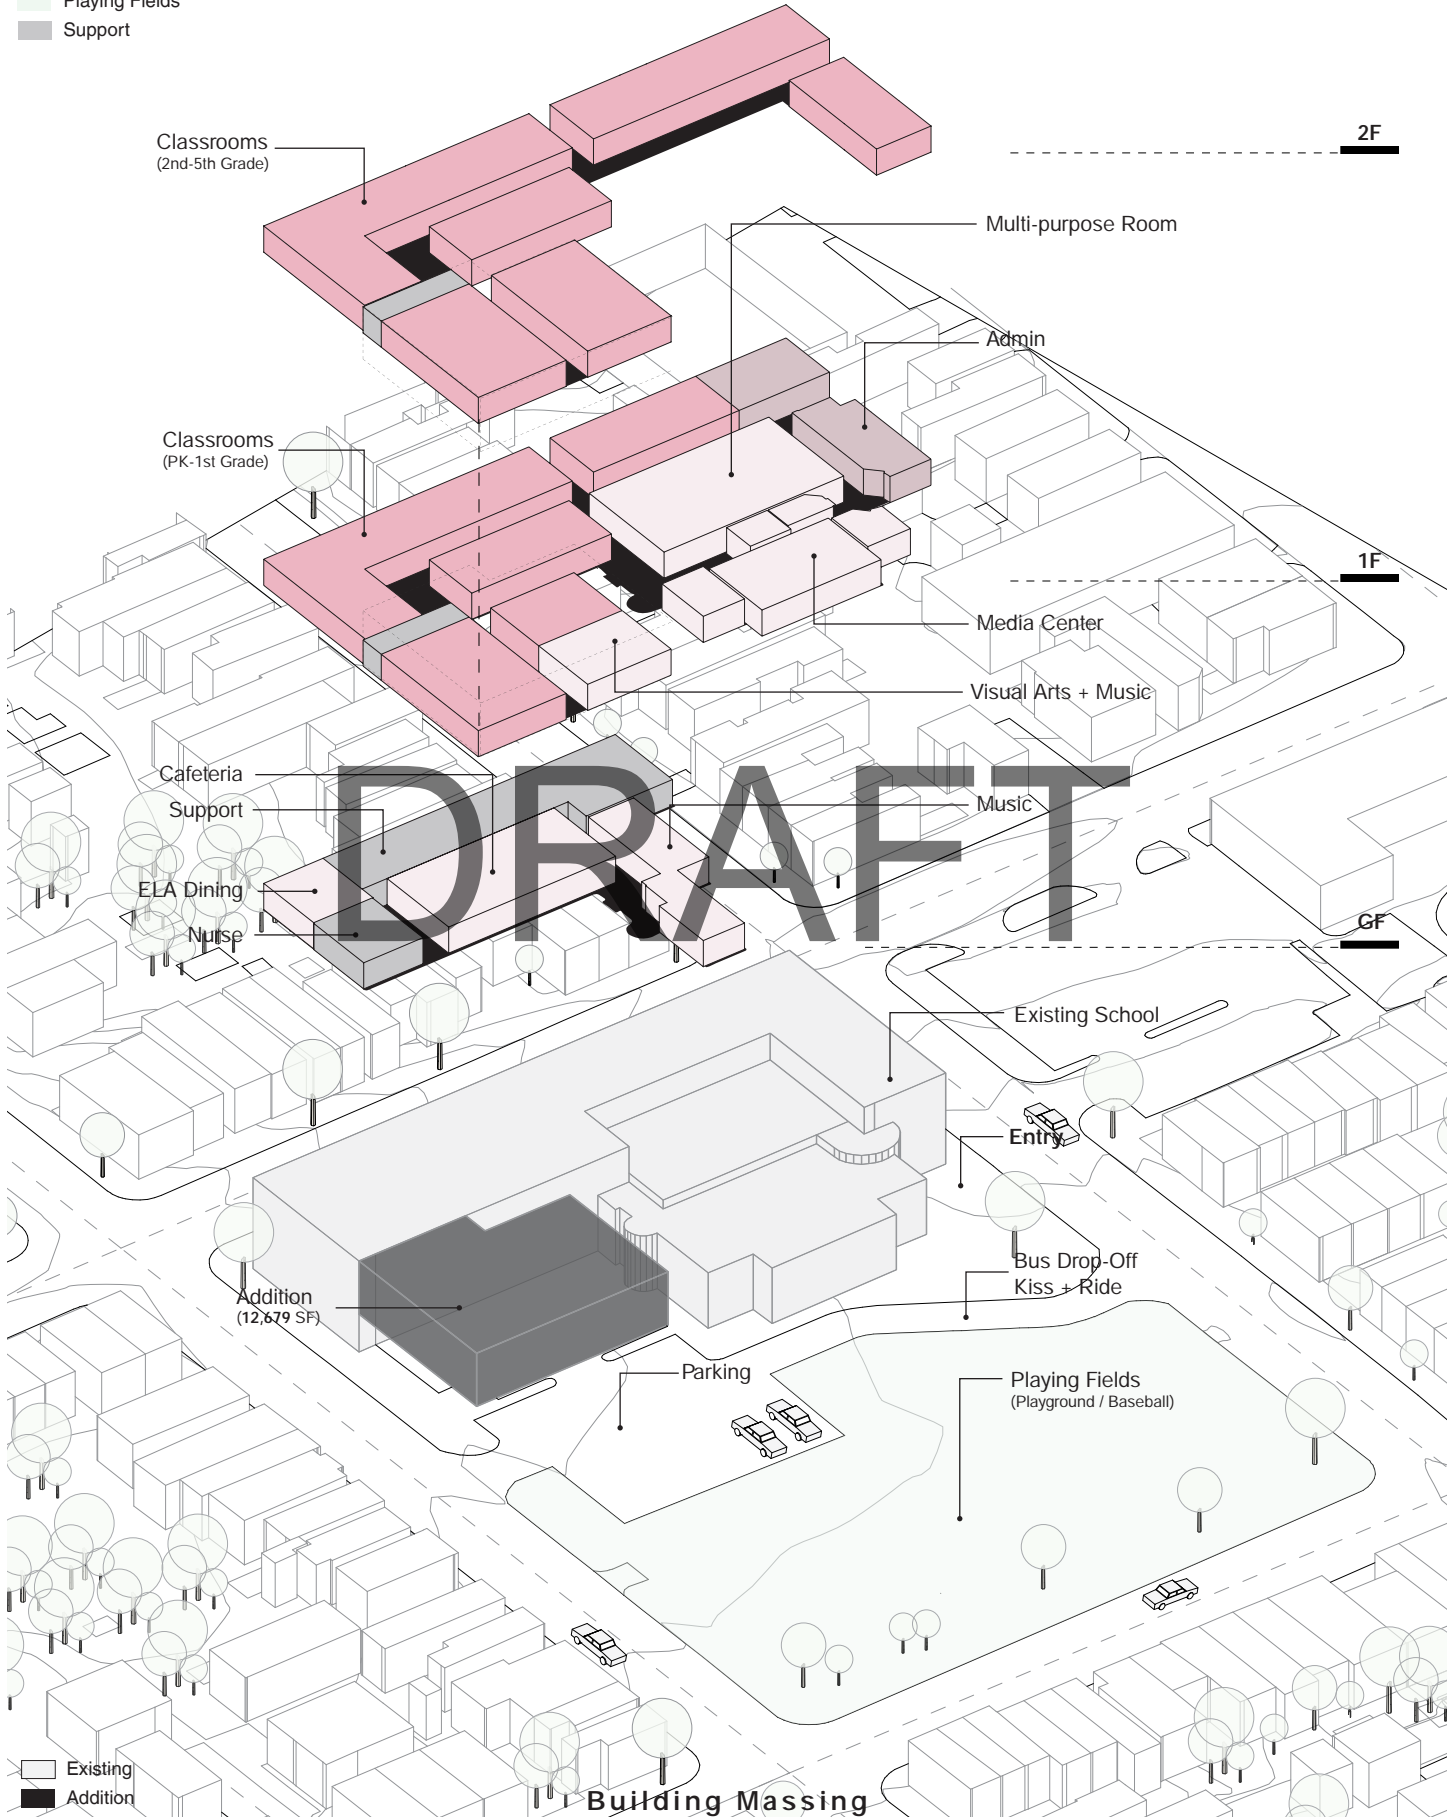 Playing Fields
Support
Classrooms
(2nd-5th Grade)
2F
Multi-purpose Room
Admin
Classrooms
(PK-1st Grade)
1F
Media Center
Visual Arts + Music
Cafeteria
Support
Music
DRAFT
ELA Dining
Nurse
GF
Existing School
Entry
Bus Drop-Off
Kiss + Ride
Addition
(12,679 SF)
Parking
Playing Fields
(Playground / Baseball)
Existing
Addition
Building Massing